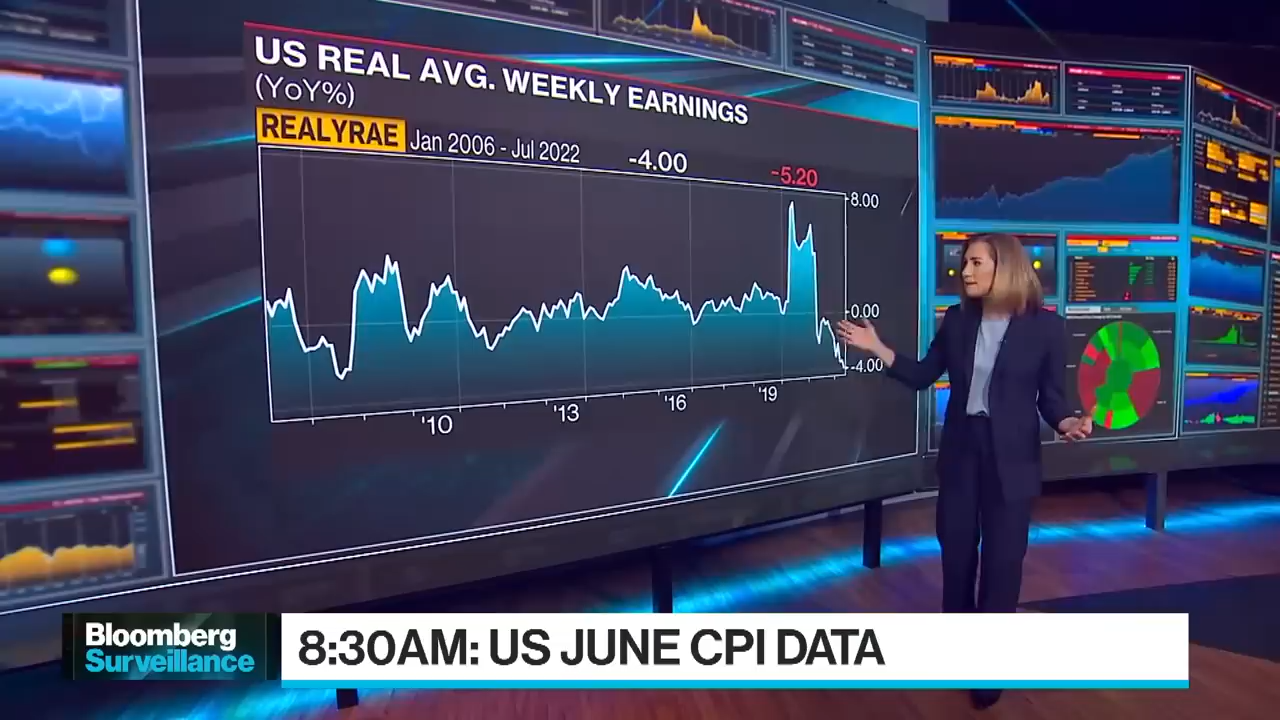 US REAL AVG. WEEKLY EARNINGS
(YoY%)
REALYRAE Jan 2006 - Jul 2022 -4.00 -5.20
8.00
0.00
-4.00
'10 '13 '16 '19
Bloomberg
Surveillance
8:30AM: US JUNE CPI DATA